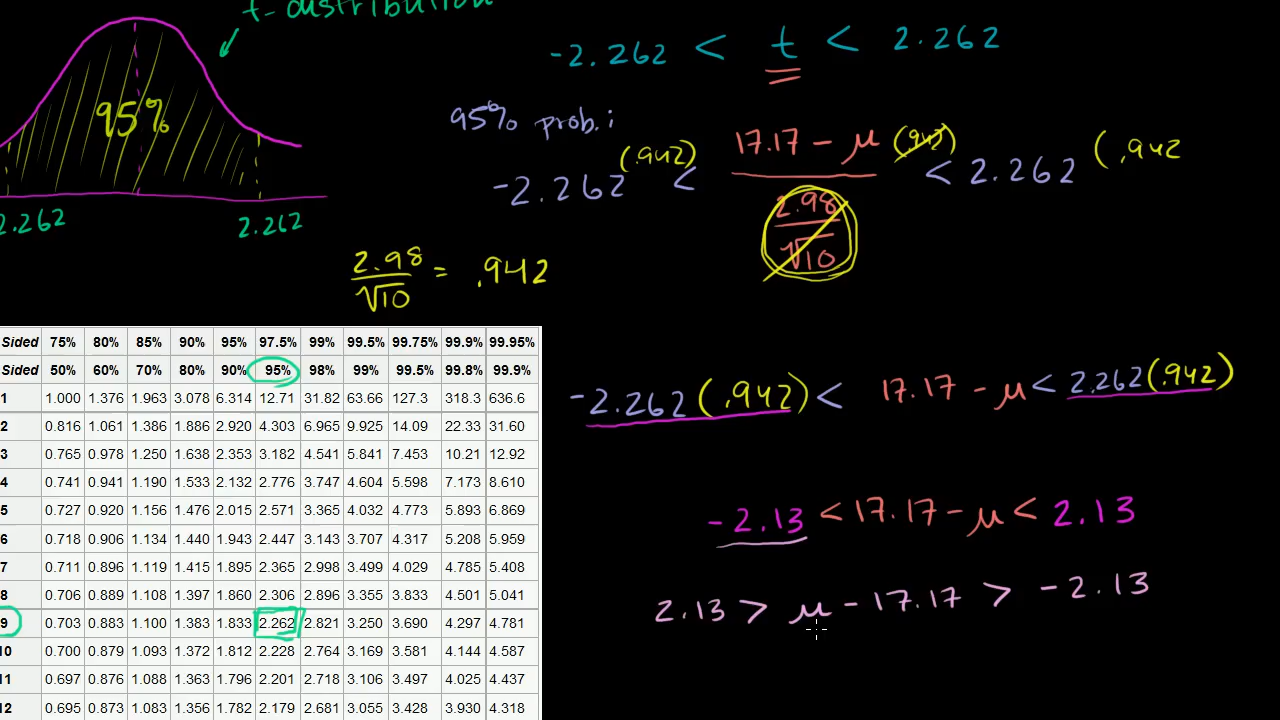 t-distribution
95%
2.262
2.262
-2.262 < t < 2.262
95% prob.
-2.262 (.942) < 17.17 - μ (.942) < 2.262 (.942
2.98
√10
2.98
√10
= .942
-2.262 (.942) < 17.17 - μ < 2.262 (.942)
-2.13 < 17.17 - μ < 2.13
2.13 > μ - 17.17 > -2.13
Sided 75% 80% 85% 90% 95% 97.5% 99% 99.5% 99.75% 99.9% 99.95%
Sided 50% 60% 70% 80% 90% 95% 98% 99% 99.5% 99.8% 99.9%
1 1.000 1.376 1.963 3.078 6.314 12.71 31.82 63.66 127.3 318.3 636.6
2 0.816 1.061 1.386 1.886 2.920 4.303 6.965 9.925 14.09 22.33 31.60
3 0.765 0.978 1.250 1.638 2.353 3.182 4.541 5.841 7.453 10.21 12.92
4 0.741 0.941 1.190 1.533 2.132 2.776 3.747 4.604 5.598 7.173 8.610
5 0.727 0.920 1.156 1.476 2.015 2.571 3.365 4.032 4.773 5.893 6.869
6 0.718 0.906 1.134 1.440 1.943 2.447 3.143 3.707 4.317 5.208 5.959
7 0.711 0.896 1.119 1.415 1.895 2.365 2.998 3.499 4.029 4.785 5.408
8 0.706 0.889 1.108 1.397 1.860 2.306 2.896 3.355 3.833 4.501 5.041
9 0.703 0.883 1.100 1.383 1.833 2.262 2.821 3.250 3.690 4.297 4.781
10 0.700 0.879 1.093 1.372 1.812 2.228 2.764 3.169 3.581 4.144 4.587
11 0.697 0.876 1.088 1.363 1.796 2.201 2.718 3.106 3.497 4.025 4.437
12 0.695 0.873 1.083 1.356 1.782 2.179 2.681 3.055 3.428 3.930 4.318